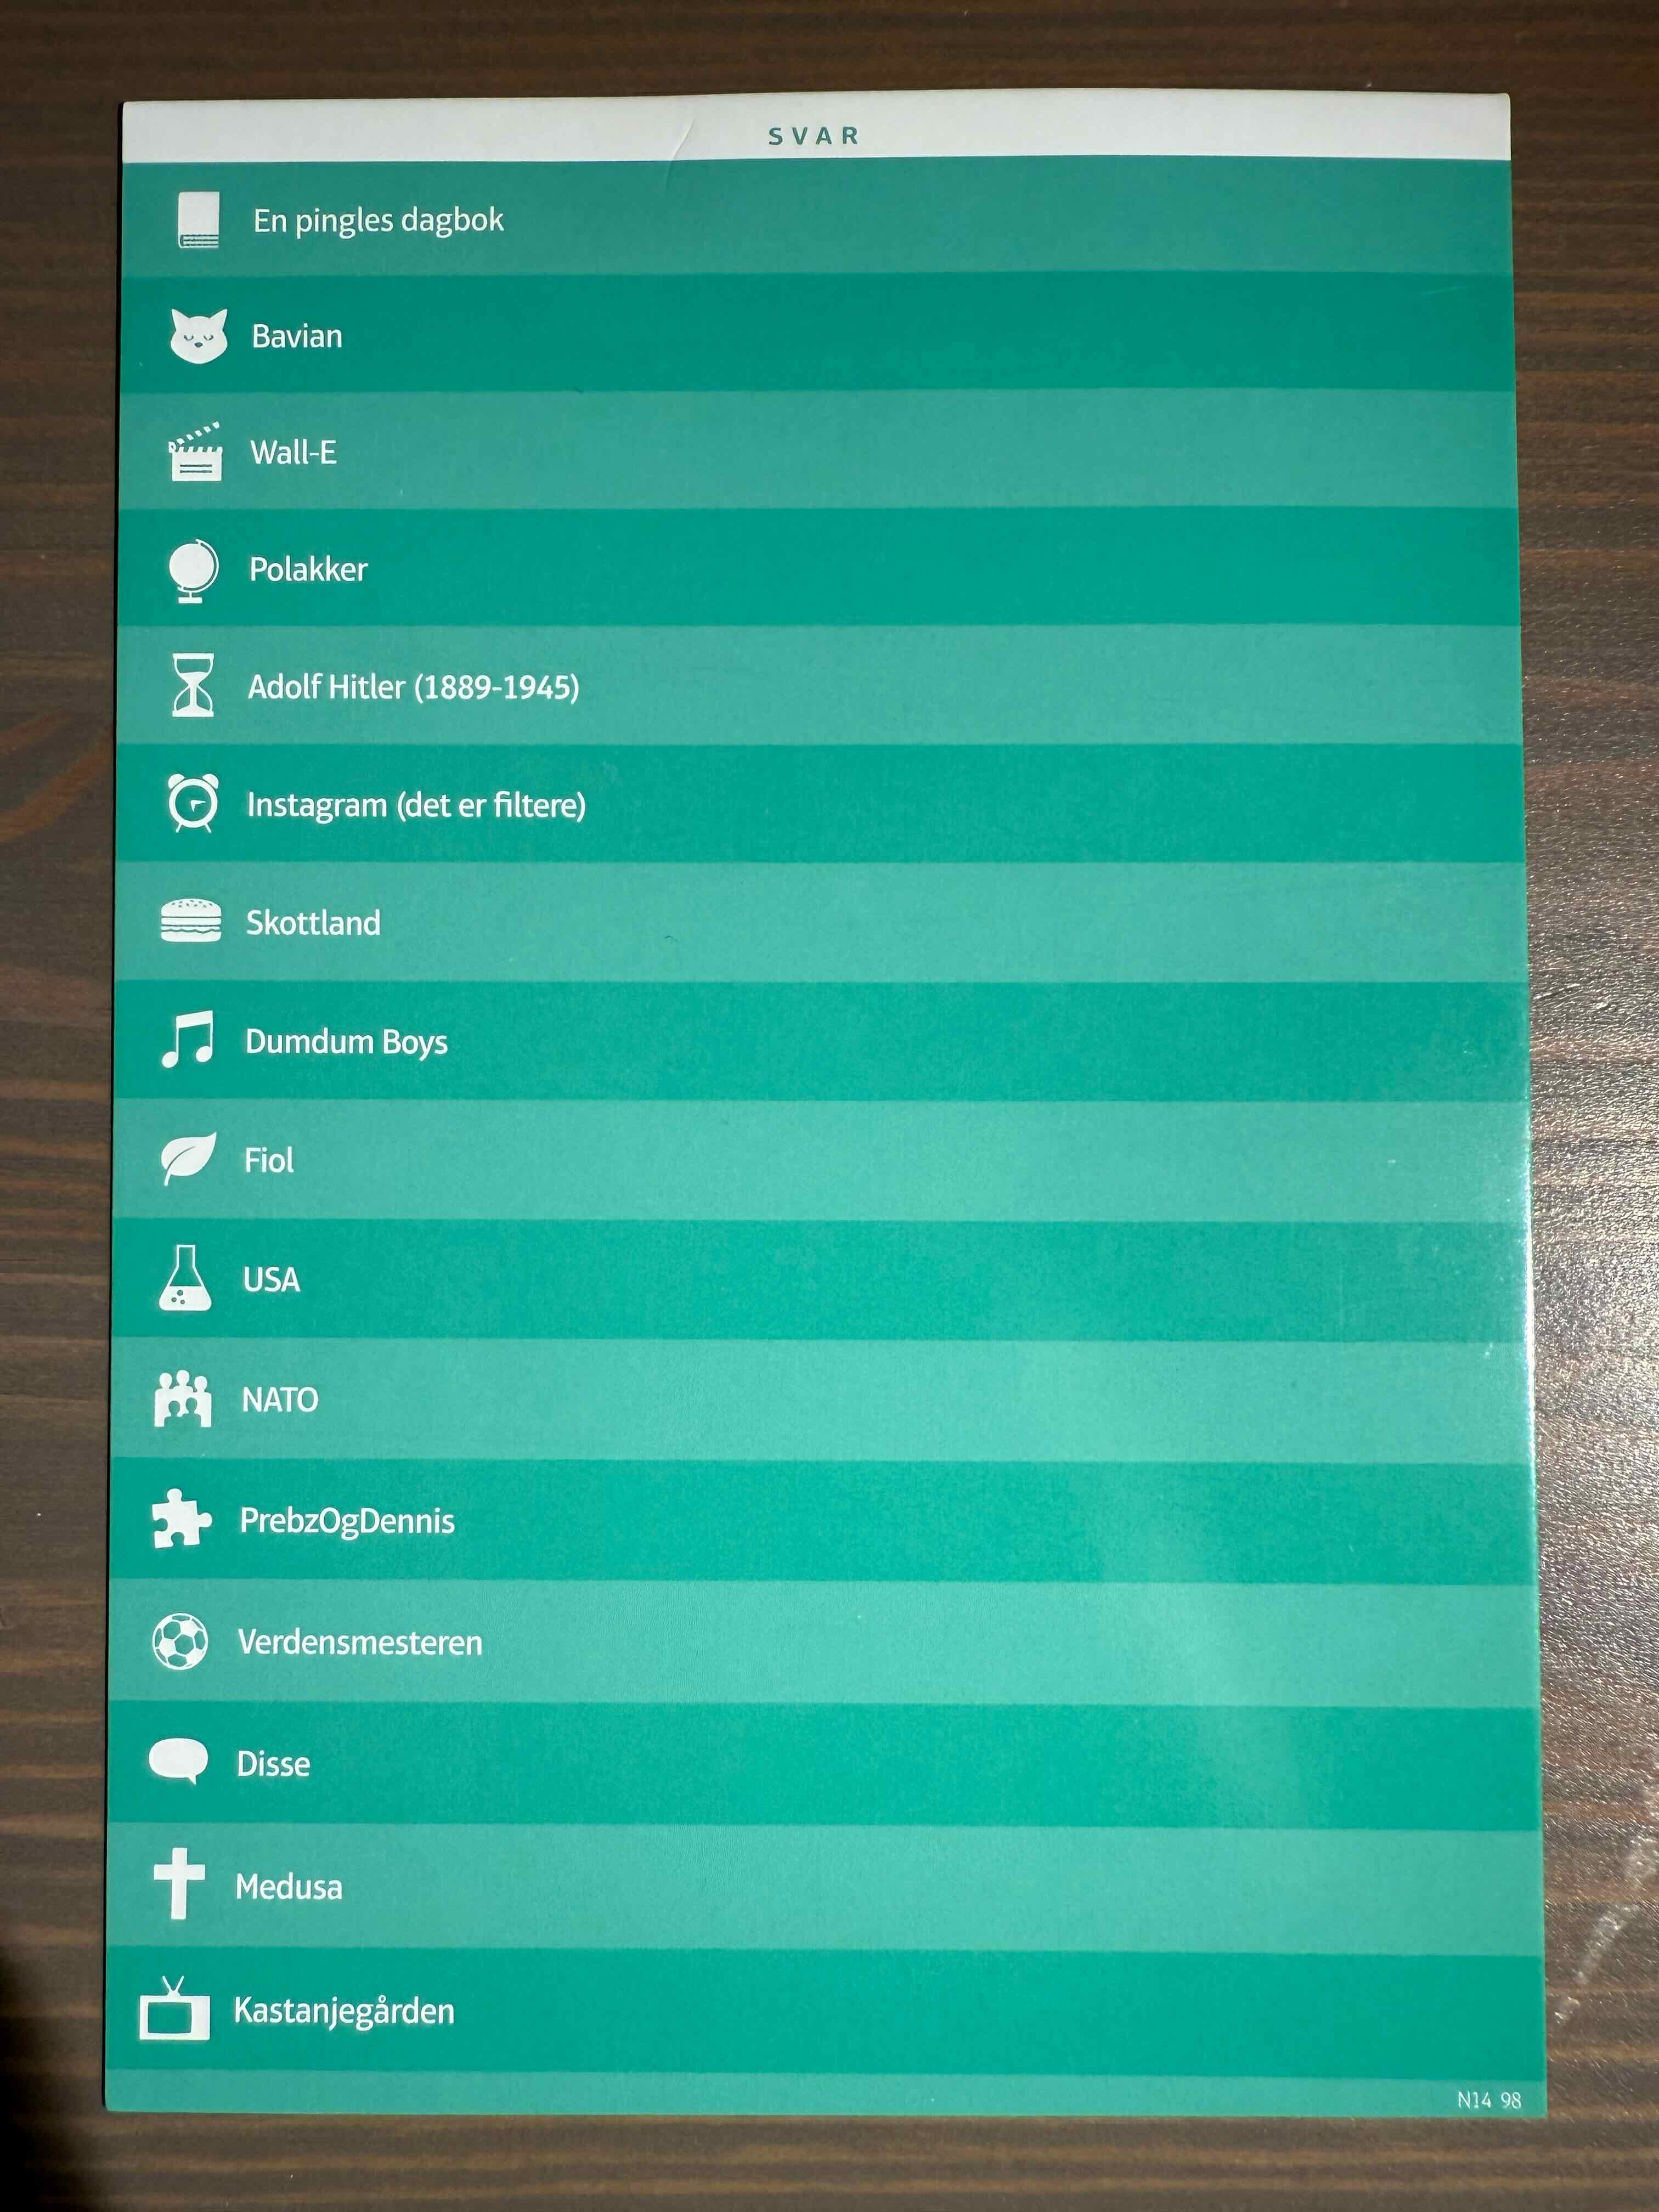 SVAR
En pingles dagbok
Bavian
Wall-E
Polakker
Adolf Hitler (1889-1945)
Instagram (det er filtere)
Skottland
Dumdum Boys
Fiol
USA
NATO
PrebzOgDennis
Verdensmesteren
Disse
Medusa
Kastanjegården
N14 98